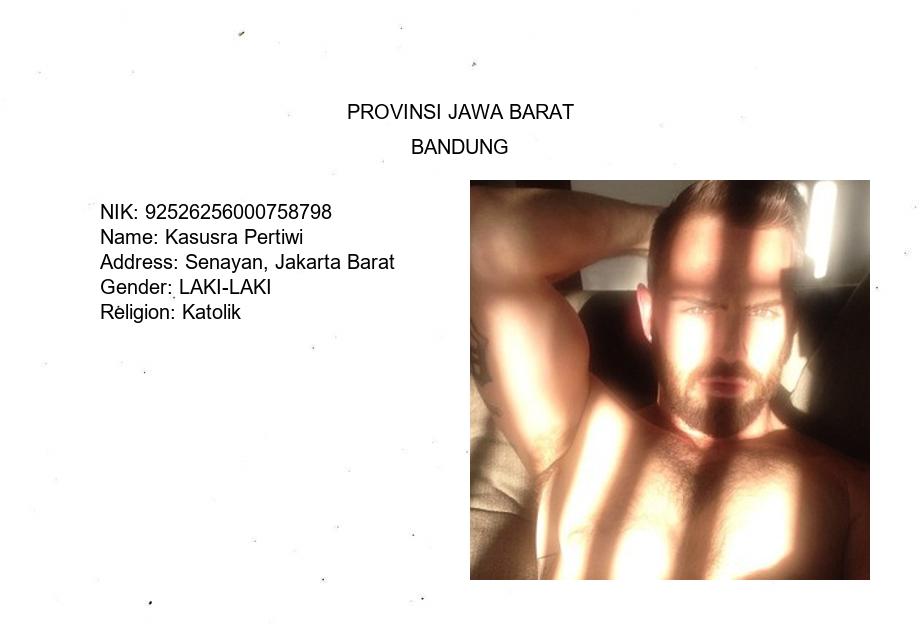 PROVINSI JAWA BARAT
BANDUNG
NIK: 92526256000758798
Name: Kasusra Pertiwi
Address: Senayan, Jakarta Barat
Gender: LAKI-LAKI
Religion: Katolik